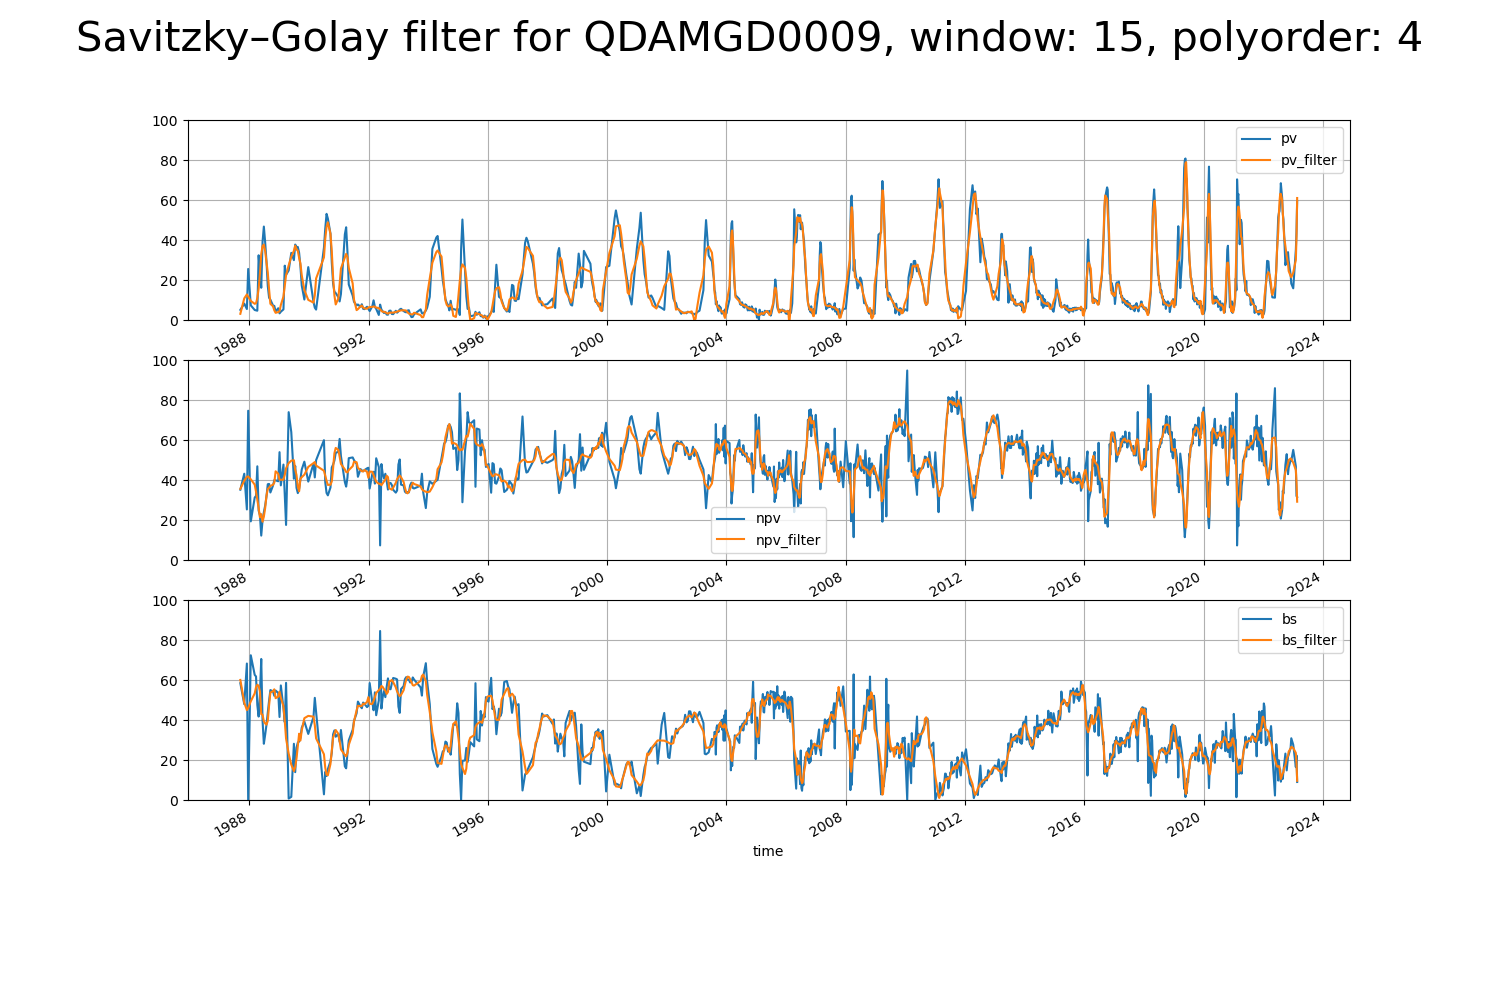 Savitzky–Golay filter for QDAMGD0009, window: 15, polyorder: 4
100
80
60
40
20
0
pv
pv_filter
1988 1992 1996 2000 2004 2008 2012 2016 2020 2024
100
80
60
40
20
0
npv
npv_filter
1988 1992 1996 2000 2004 2008 2012 2016 2020 2024
100
80
60
40
20
0
bs
bs_filter
1988 1992 1996 2000 2004 2008 2012 2016 2020 2024
time